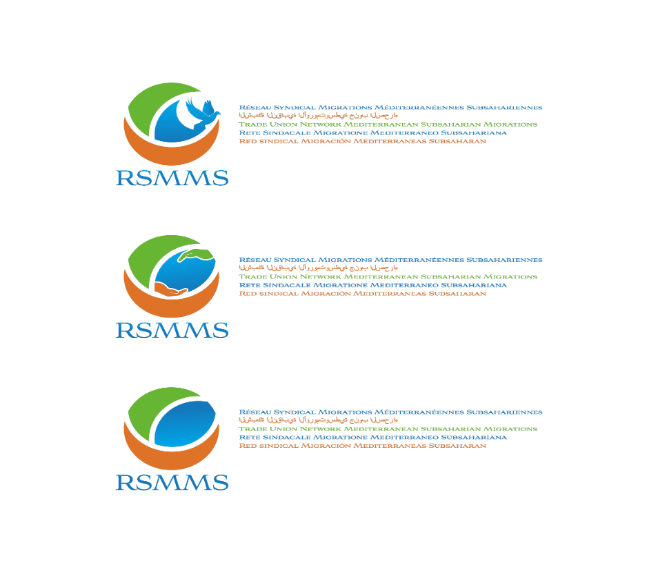 RÉSEAU SYNDICAL MIGRATIONS MÉDITERRANÉENNES SUBSAHARIENNES
الشبكة النقابية الأورومتوسطية جنوب الصحراء
TRADE UNION NETWORK MEDITERRANEAN SUBSAHARIAN MIGRATIONS
RETE SINDACALE MIGRATIONE MEDITERRANEO SUBSAHARIANA
RED SINDICAL MIGRACIÓN MEDITERRANEAS SUBSAHARAN
RSMMS
RÉSEAU SYNDICAL MIGRATIONS MÉDITERRANÉENNES SUBSAHARIENNES
الشبكة النقابية الأورومتوسطية جنوب الصحراء
TRADE UNION NETWORK MEDITERRANEAN SUBSAHARIAN MIGRATIONS
RETE SINDACALE MIGRATIONE MEDITERRANEO SUBSAHARIANA
RED SINDICAL MIGRACIÓN MEDITERRANEAS SUBSAHARAN
RSMMS
RÉSEAU SYNDICAL MIGRATIONS MÉDITERRANÉENNES SUBSAHARIENNES
الشبكة النقابية الأورومتوسطية جنوب الصحراء
TRADE UNION NETWORK MEDITERRANEAN SUBSAHARIAN MIGRATIONS
RETE SINDACALE MIGRATIONE MEDITERRANEO SUBSAHARIANA
RED SINDICAL MIGRACIÓN MEDITERRANEAS SUBSAHARAN
RSMMS